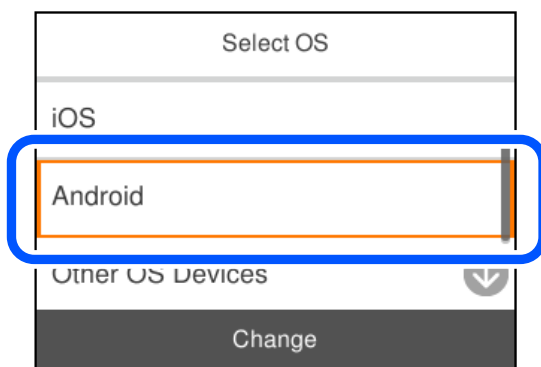 Select OS
iOS
Android
Other OS Devices
Change